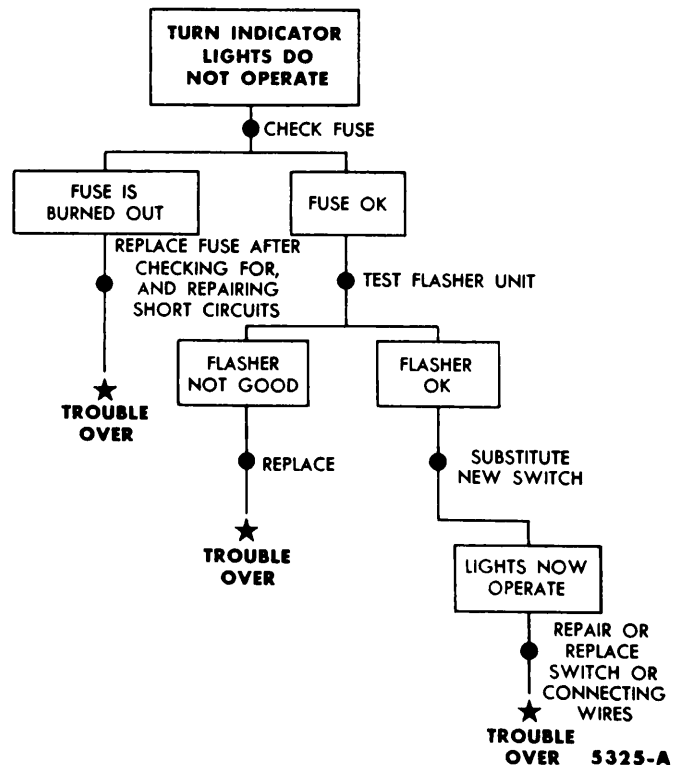 TURN INDICATOR
LIGHTS DO
NOT OPERATE
CHECK FUSE
FUSE IS
BURNED OUT
FUSE OK
REPLACE FUSE AFTER
CHECKING FOR,
AND REPAIRING
SHORT CIRCUITS
TEST FLASHER UNIT
TROUBLE
OVER
FLASHER
NOT GOOD
FLASHER
OK
REPLACE
SUBSTITUTE
NEW SWITCH
TROUBLE
OVER
LIGHTS NOW
OPERATE
REPAIR OR
REPLACE
SWITCH OR
CONNECTING
WIRES
TROUBLE
OVER
5325-A